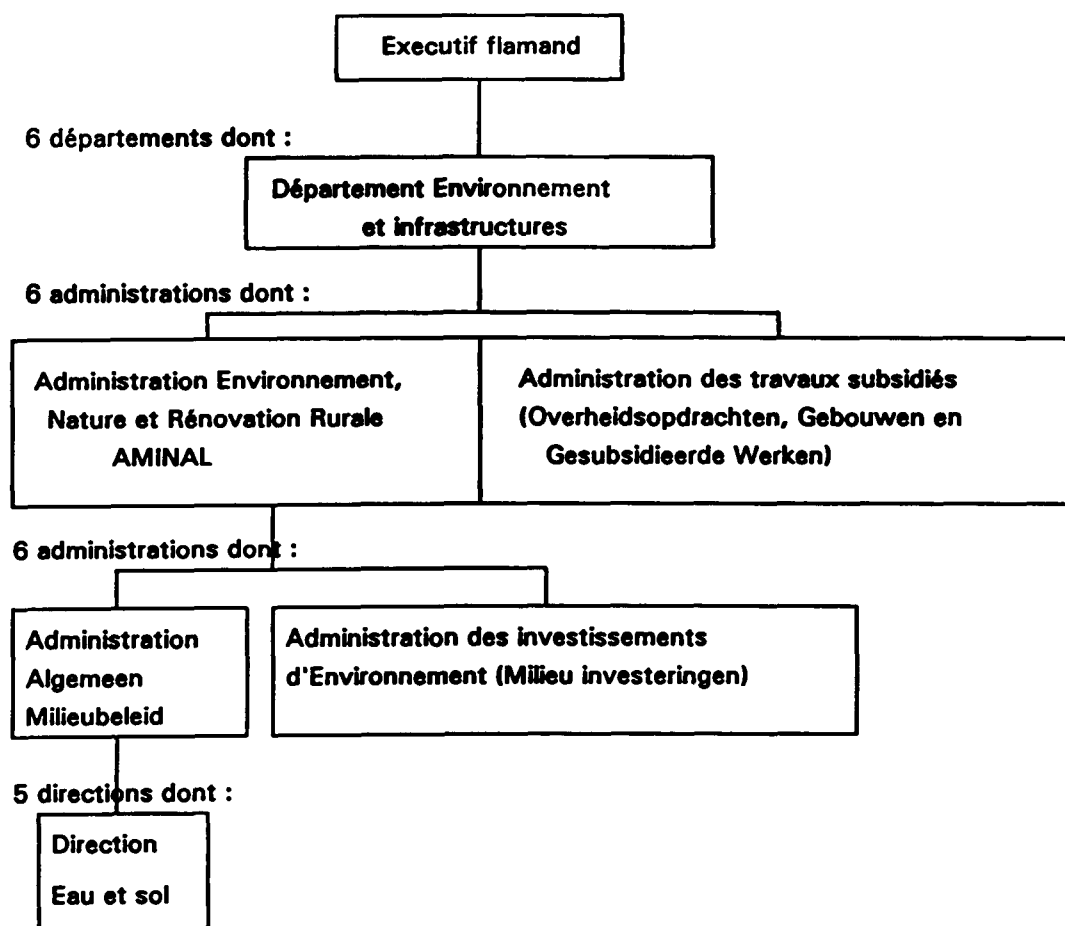 Executif flamand
6 départements dont :
Département Environnement
et infrastructures
6 administrations dont :
Administration Environnement,
Nature et Rénovation Rurale
AMINAL
Administration des travaux subsidiés
(Overheidsopdrachten, Gebouwen en
Gesubsidieerde Werken)
6 administrations dont :
Administration
Algemeen
Milieubeleid
Administration des investissements
d'Environnement (Milieu investeringen)
5 directions dont :
Direction
Eau et sol